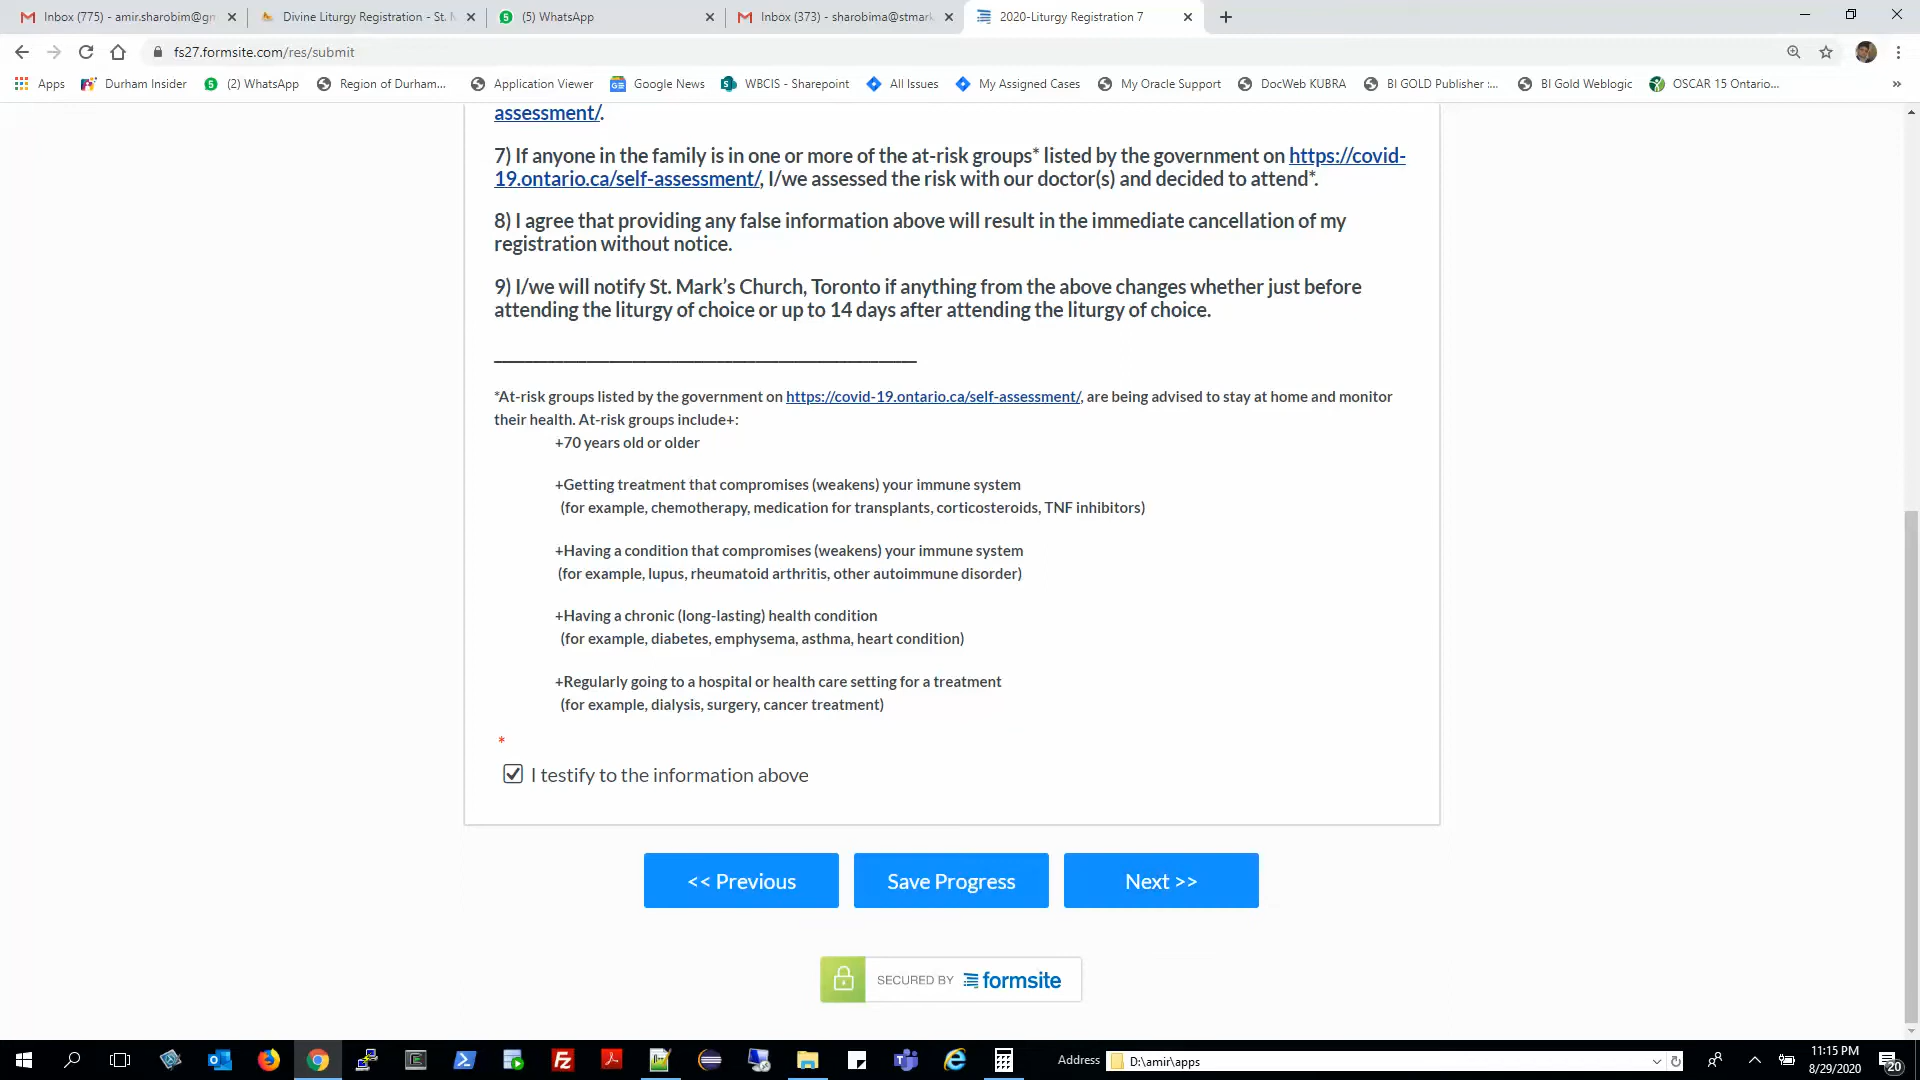 Inbox (775) - amir.sharobim@gm
Divine Liturgy Registration - St. M
(5) WhatsApp
Inbox (373) - sharobima@stmark
2020-Liturgy Registration 7
fs27.formsite.com/res/submit
Apps
Durham Insider
(2) WhatsApp
Region of Durham...
Application Viewer
Google News
WBCIS - Sharepoint
All Issues
My Assigned Cases
My Oracle Support
DocWeb KUBRA
BI GOLD Publisher :...
BI Gold Weblogic
OSCAR 15 Ontario...
assessment/.
7) If anyone in the family is in one or more of the at-risk groups* listed by the government on https://covid-
19.ontario.ca/self-assessment/, I/we assessed the risk with our doctor(s) and decided to attend*.
8) I agree that providing any false information above will result in the immediate cancellation of my
registration without notice.
9) I/we will notify St. Mark's Church, Toronto if anything from the above changes whether just before
attending the liturgy of choice or up to 14 days after attending the liturgy of choice.
*At-risk groups listed by the government on https://covid-19.ontario.ca/self-assessment/, are being advised to stay at home and monitor
their health. At-risk groups include+:
+70 years old or older
+Getting treatment that compromises (weakens) your immune system
(for example, chemotherapy, medication for transplants, corticosteroids, TNF inhibitors)
+Having a condition that compromises (weakens) your immune system
(for example, lupus, rheumatoid arthritis, other autoimmune disorder)
+Having a chronic (long-lasting) health condition
(for example, diabetes, emphysema, asthma, heart condition)
+Regularly going to a hospital or health care setting for a treatment
(for example, dialysis, surgery, cancer treatment)
*
I testify to the information above
<< Previous
Save Progress
Next >>
SECURED BY formsite
Address
D:\amir\apps
11:15 PM
8/29/2020
20